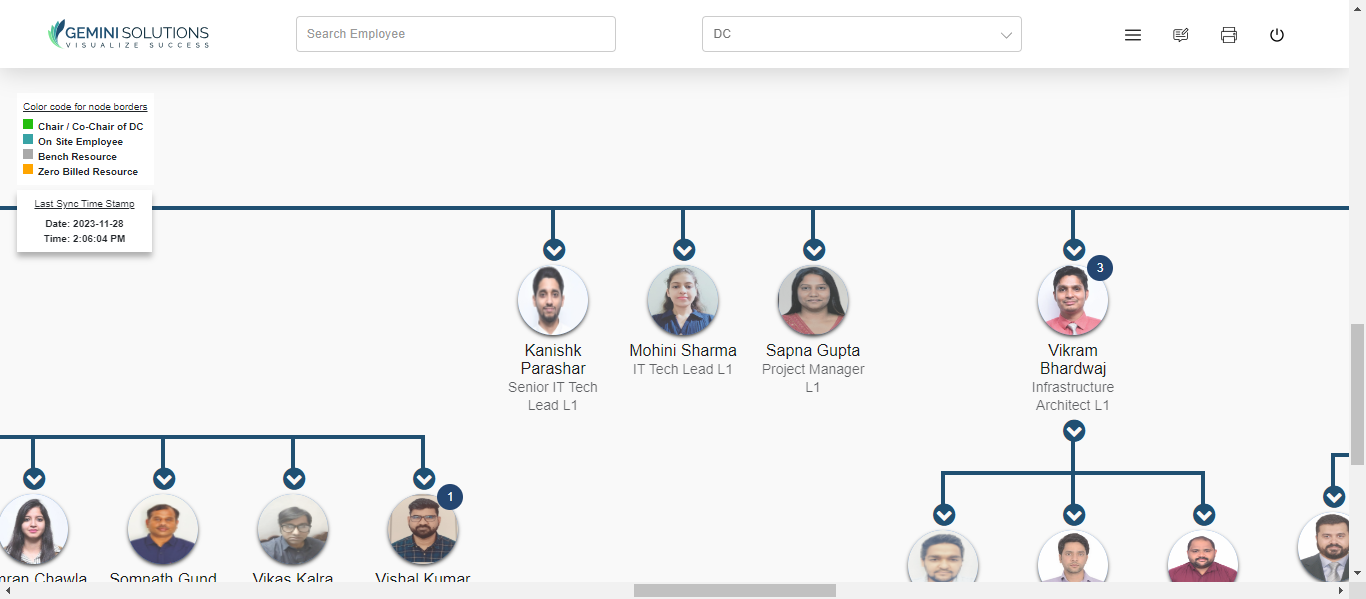 GEMINI SOLUTIONS
VISUALIZE SUCCESS
Search Employee
DC
Color code for node borders
Chair / Co-Chair of DC
On Site Employee
Bench Resource
Zero Billed Resource
Last Sync Time Stamp
Date: 2023-11-28
Time: 2:06:04 PM
Kanishk
Parashar
Senior IT Tech
Lead L1
Mohini Sharma
IT Tech Lead L1
Sapna Gupta
Project Manager
L1
3
Vikram
Bhardwaj
Infrastructure
Architect L1
1
Chawla
Somnath Gund
Vikas Kalra
Vishal Kumar